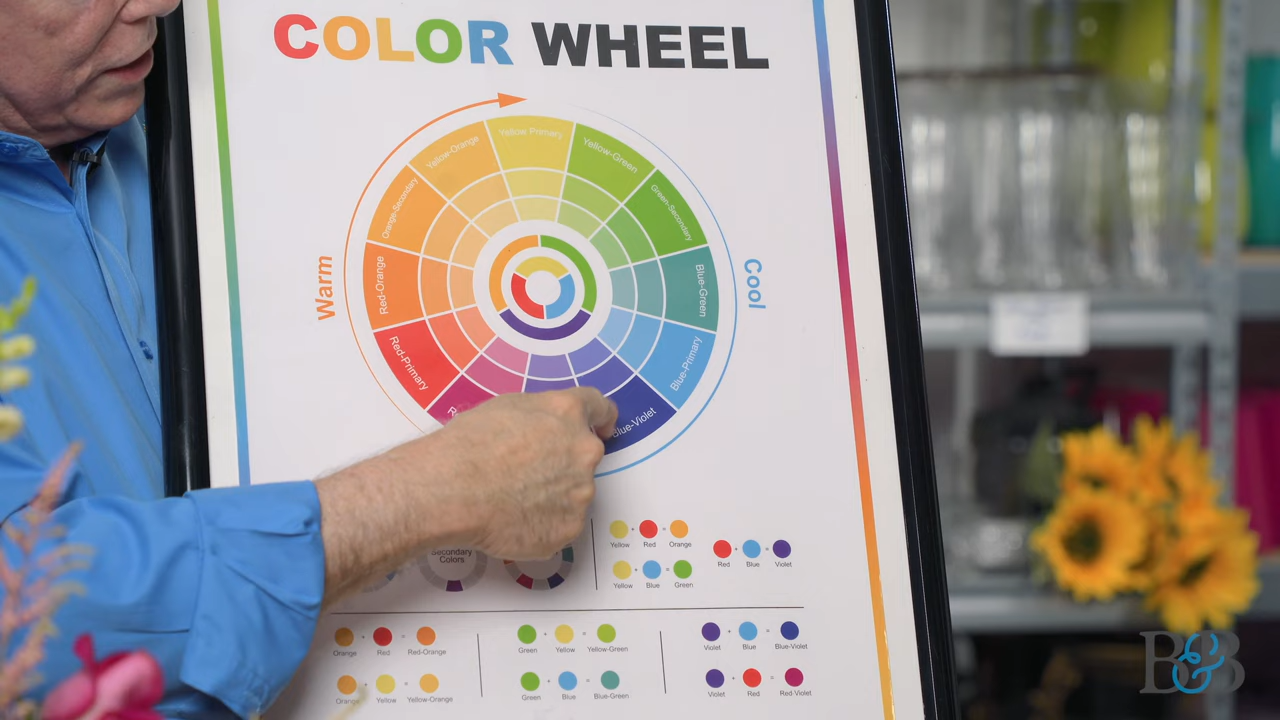 COLOR WHEEL
Yellow Primary
Yellow-Green
Green-Secondary
Blue-Green
Blue-Primary
Blue-Violet
Red-Primary
Red-Orange
Orange-Secondary
Yellow-Orange
Warm
Cool
Secondary
Colors
Yellow + Red = Orange
Yellow + Blue = Green
Red + Blue = Violet
Orange + Red = Red-Orange
Orange + Yellow = Yellow-Orange
Green + Yellow = Yellow-Green
Green + Blue = Blue-Green
Violet + Blue = Blue-Violet
Violet + Red = Red-Violet
B&B